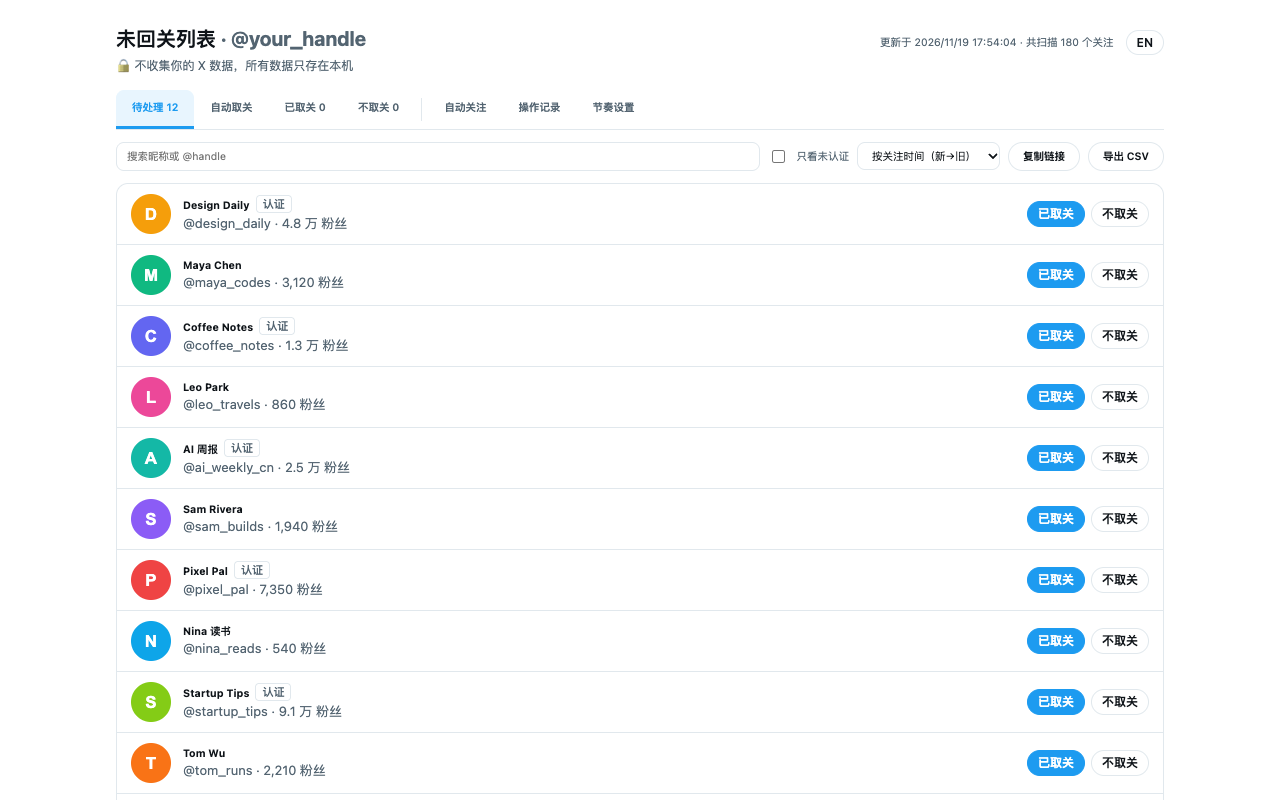 未回关列表 · @your_handle
更新于 2026/11/19 17:54:04 · 共扫描 180 个关注
EN
🔒 不收集你的 X 数据，所有数据只存在本机
待处理 12
自动取关
已取关 0
不取关 0
自动关注
操作记录
节奏设置
搜索昵称或 @handle
只看未认证
按关注时间（新→旧）
复制链接
导出 CSV
D
Design Daily 认证
@design_daily · 4.8 万 粉丝
已取关 不取关
M
Maya Chen
@maya_codes · 3,120 粉丝
已取关 不取关
C
Coffee Notes 认证
@coffee_notes · 1.3 万 粉丝
已取关 不取关
L
Leo Park
@leo_travels · 860 粉丝
已取关 不取关
A
AI 周报 认证
@ai_weekly_cn · 2.5 万 粉丝
已取关 不取关
S
Sam Rivera
@sam_builds · 1,940 粉丝
已取关 不取关
P
Pixel Pal 认证
@pixel_pal · 7,350 粉丝
已取关 不取关
N
Nina 读书
@nina_reads · 540 粉丝
已取关 不取关
S
Startup Tips 认证
@startup_tips · 9.1 万 粉丝
已取关 不取关
T
Tom Wu
@tom_runs · 2,210 粉丝
已取关 不取关